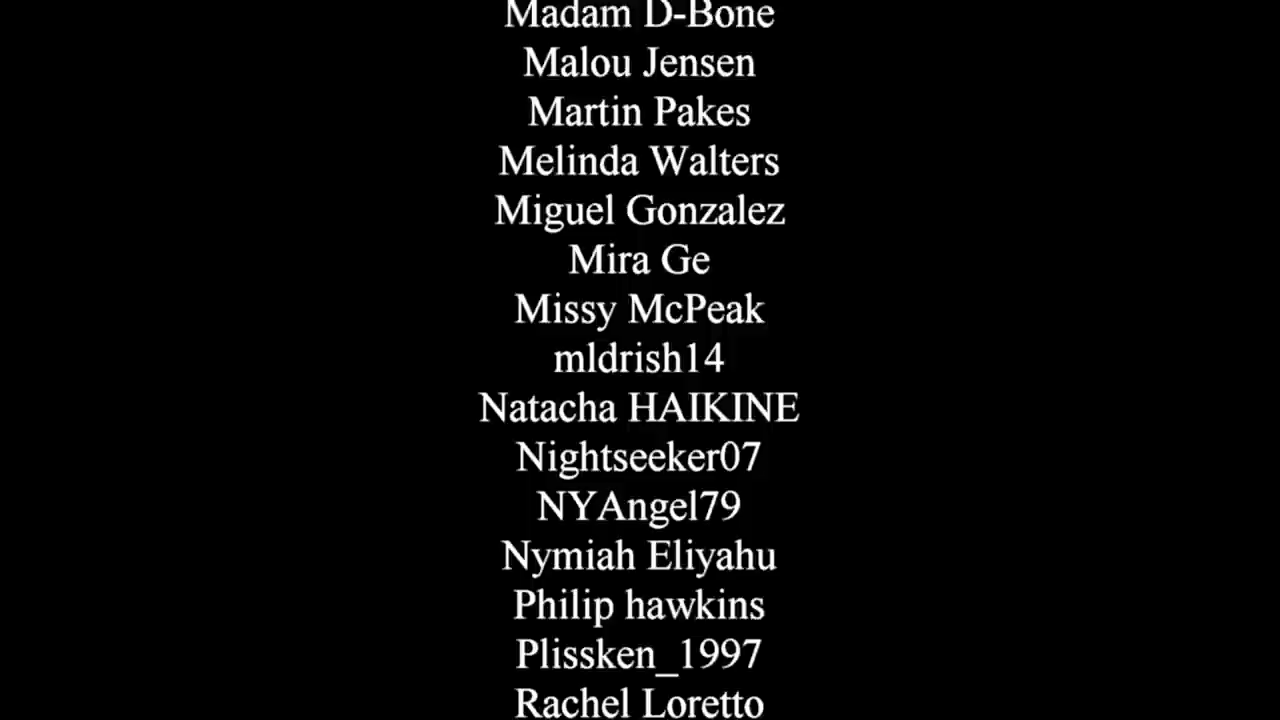 Madam D-Bone
Malou Jensen
Martin Pakes
Melinda Walters
Miguel Gonzalez
Mira Ge
Missy McPeak
mldrish14
Natacha HAIKINE
Nightseeker07
NYAngel79
Nymiah Eliyahu
Philip hawkins
Plissken_1997
Rachel Loretto